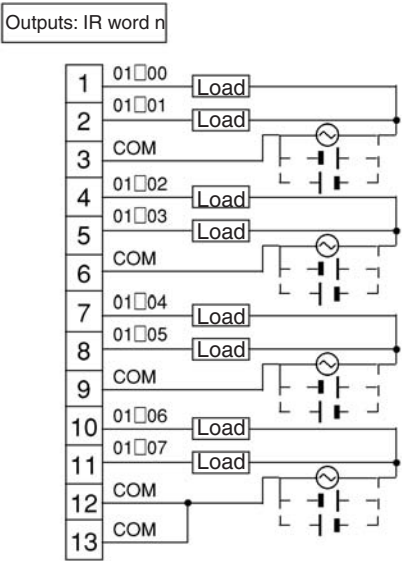 Outputs: IR word n
1 01□00 Load
2 01□01 Load
3 COM
4 01□02 Load
5 01□03 Load
6 COM
7 01□04 Load
8 01□05 Load
9 COM
10 01□06 Load
11 01□07 Load
12 COM
13 COM